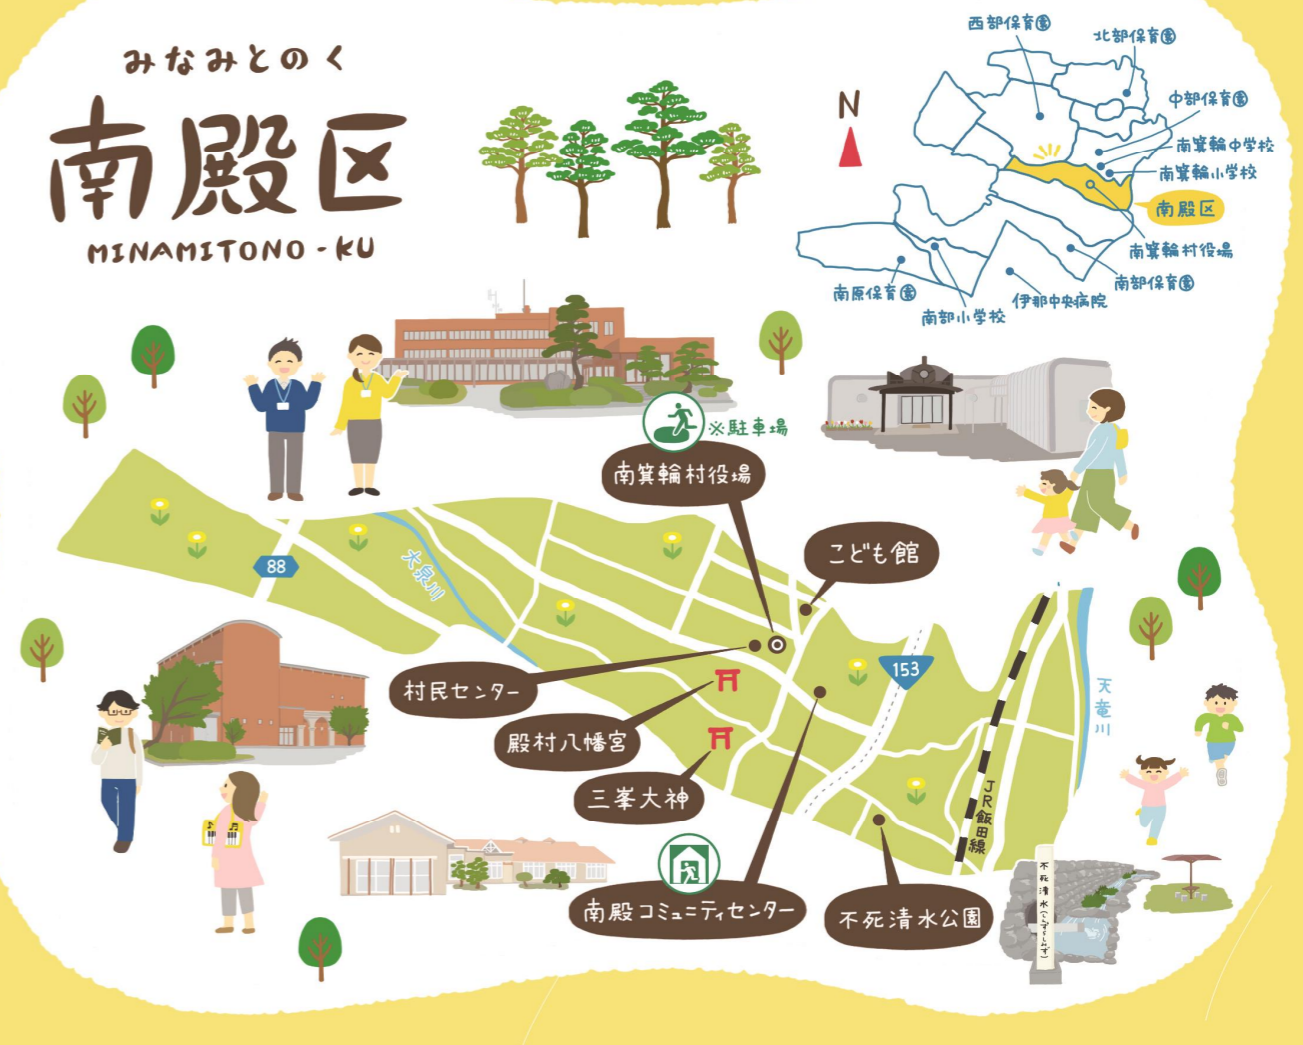 みなみとのく
南殿区
MINAMITONO-KU
N
西部保育園
北部保育園
中部保育園
南箕輪中学校
南箕輪小学校
南殿区
南箕輪村役場
南部保育園
伊那中央病院
南部小学校
南原保育園
※駐車場
南箕輪村役場
こども館
88
大泉川
153
天竜川
村民センター
殿村八幡宮
三峯大神
JR飯田線
南殿コミュニティセンター
不死清水公園
不死清水